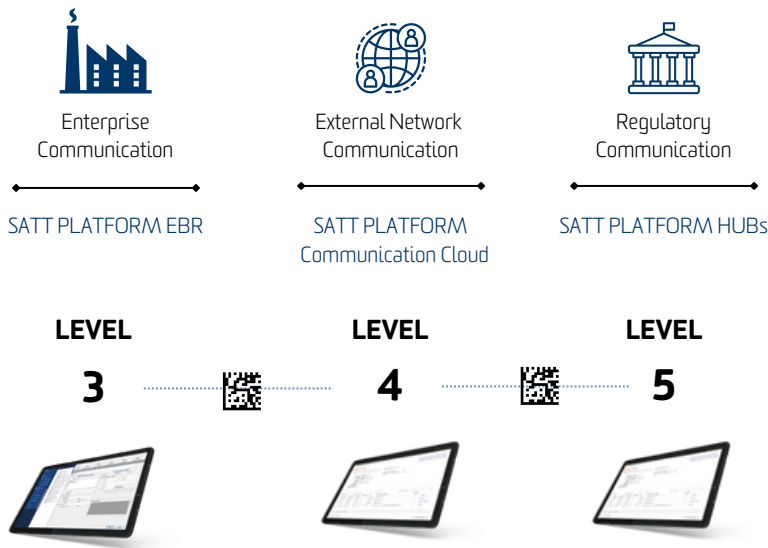 Enterprise
Communication
External Network
Communication
Regulatory
Communication
SATT PLATFORM EBR
SATT PLATFORM
Communication Cloud
SATT PLATFORM HUBs
LEVEL
3
LEVEL
4
LEVEL
5